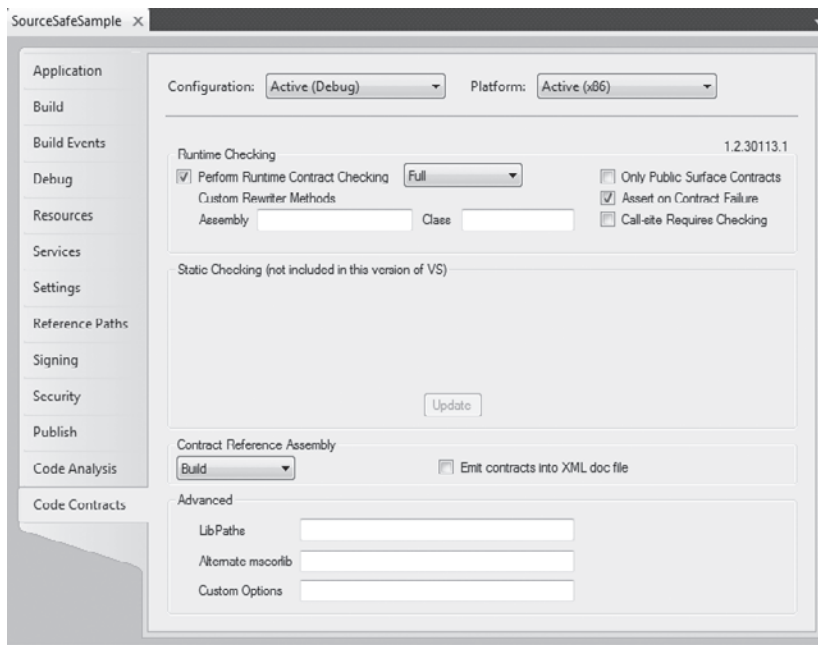 SourceSafeSample
Application
Build
Build Events
Debug
Resources
Services
Settings
Reference Paths
Signing
Security
Publish
Code Analysis
Code Contracts
Configuration: Active (Debug) Platform: Active (x86)
1.2.30113.1
Runtime Checking
Perform Runtime Contract Checking Full Only Public Surface Contracts
Custom Rewriter Methods Assert on Contract Failure
Assembly Class Call-site Requires Checking
Static Checking (not included in this version of VS)
Update
Contract Reference Assembly
Build Emit contracts into XML doc file
Advanced
LibPaths
Alternate mscorlib
Custom Options